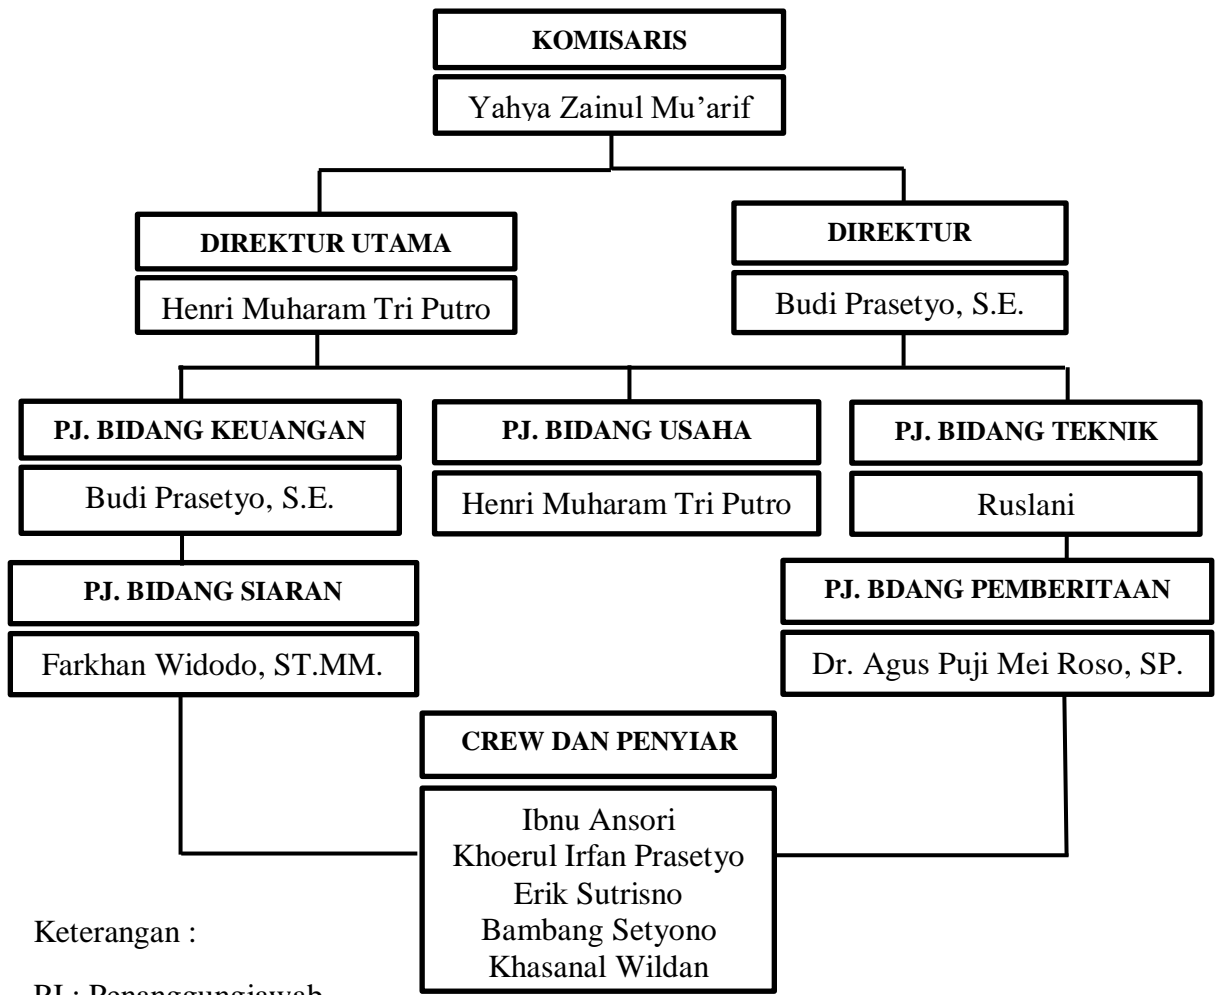 KOMISARIS
Yahya Zainul Mu’arif
DIREKTUR UTAMA
Henri Muharam Tri Putro
DIREKTUR
Budi Prasetyo, S.E.
PJ. BIDANG KEUANGAN
Budi Prasetyo, S.E.
PJ. BIDANG USAHA
Henri Muharam Tri Putro
PJ. BIDANG TEKNIK
Ruslani
PJ. BIDANG SIARAN
Farkhan Widodo, ST.MM.
PJ. BDANG PEMBERITAAN
Dr. Agus Puji Mei Roso, SP.
CREW DAN PENYIAR
Ibnu Ansori
Khoerul Irfan Prasetyo
Erik Sutrisno
Bambang Setyono
Khasanal Wildan
Keterangan :
PJ : Penanggungjawab